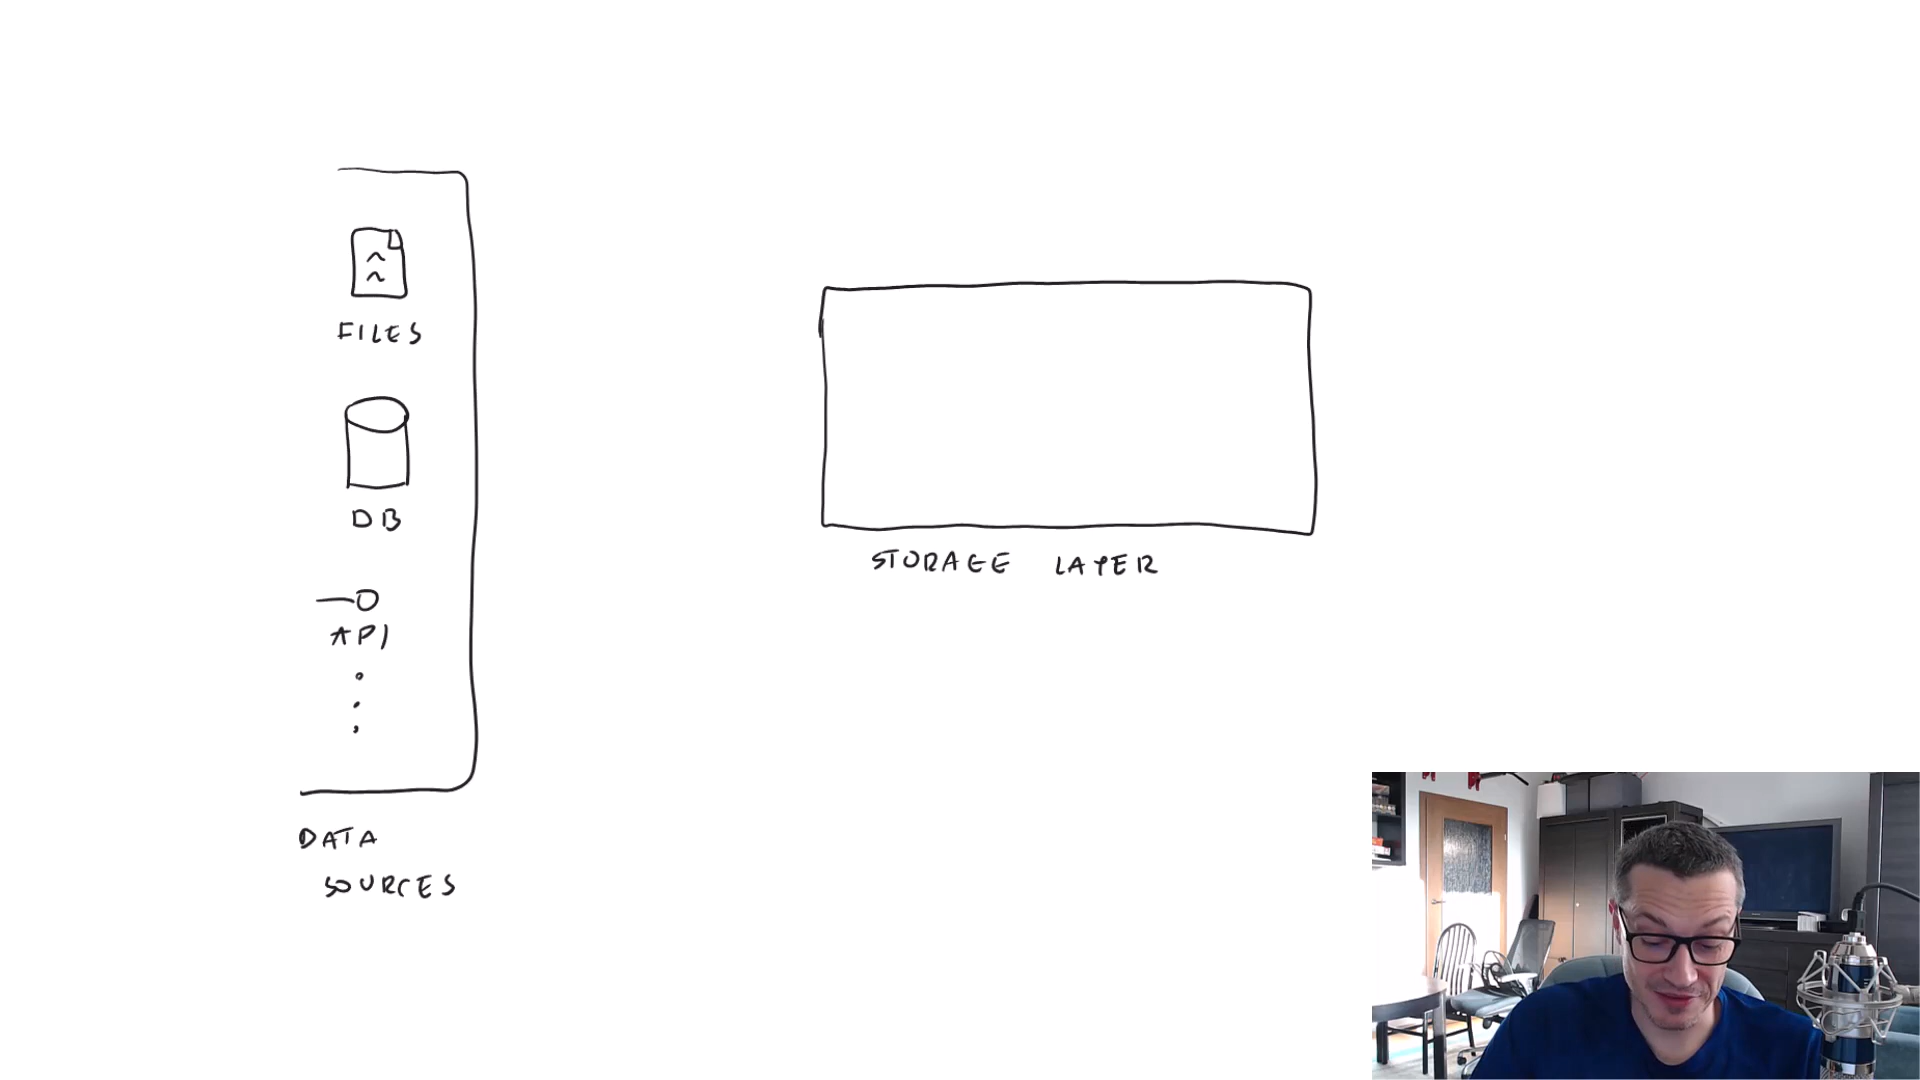 FILES
DB
API
DATA
SOURCES
STORAGE LAYER